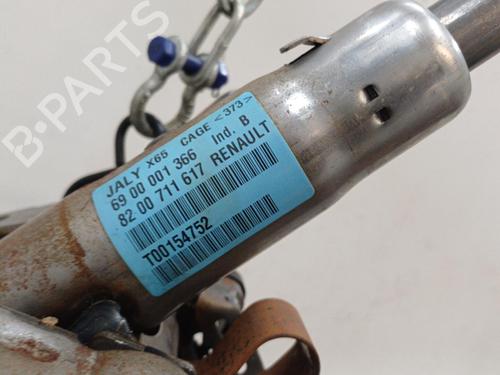 JALY X65 CAGE <373>
69 00 001 366 Ind. B
82 00 711 617 RENAULT
T00154752
B-PARTS